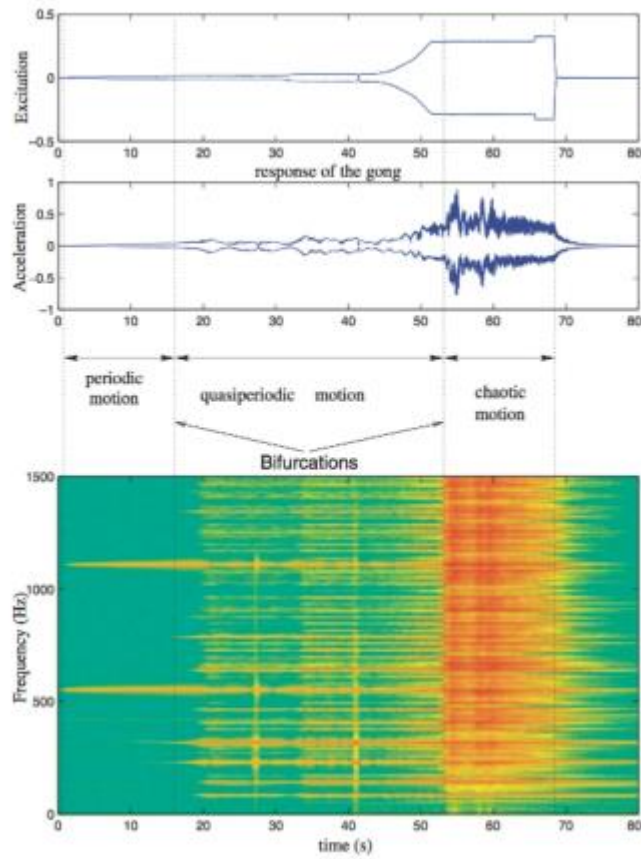 0.5
Excitation
0
−0.5
0 10 20 30 40 50 60 70 80
response of the gong
1
0.5
Acceleration
0
−0.5
−1
0 10 20 30 40 50 60 70 80
periodic
motion
quasiperiodic motion
chaotic
motion
Bifurcations
1500
1000
Frequency (Hz)
500
0
0 10 20 30 40 50 60 70 80
time (s)